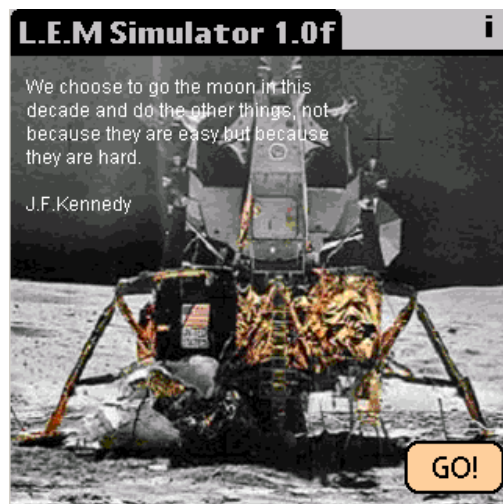 L.E.M Simulator 1.0f
i
We choose to go the moon in this
decade and do the other things, not
because they are easy but because
they are hard.
J.F.Kennedy
GO!